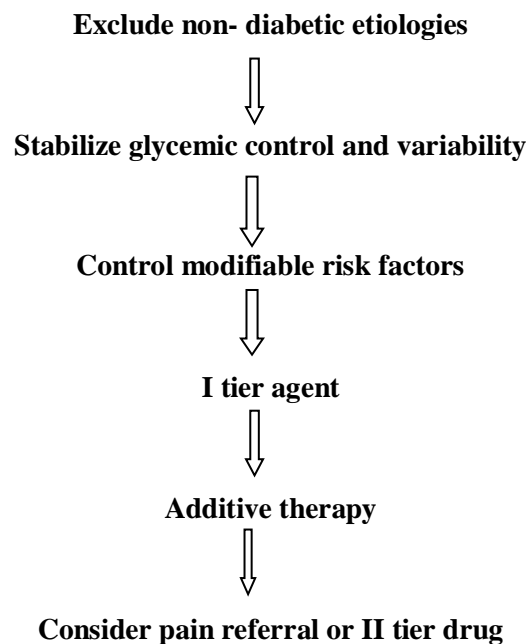 Exclude non- diabetic etiologies
Stabilize glycemic control and variability
Control modifiable risk factors
I tier agent
Additive therapy
Consider pain referral or II tier drug